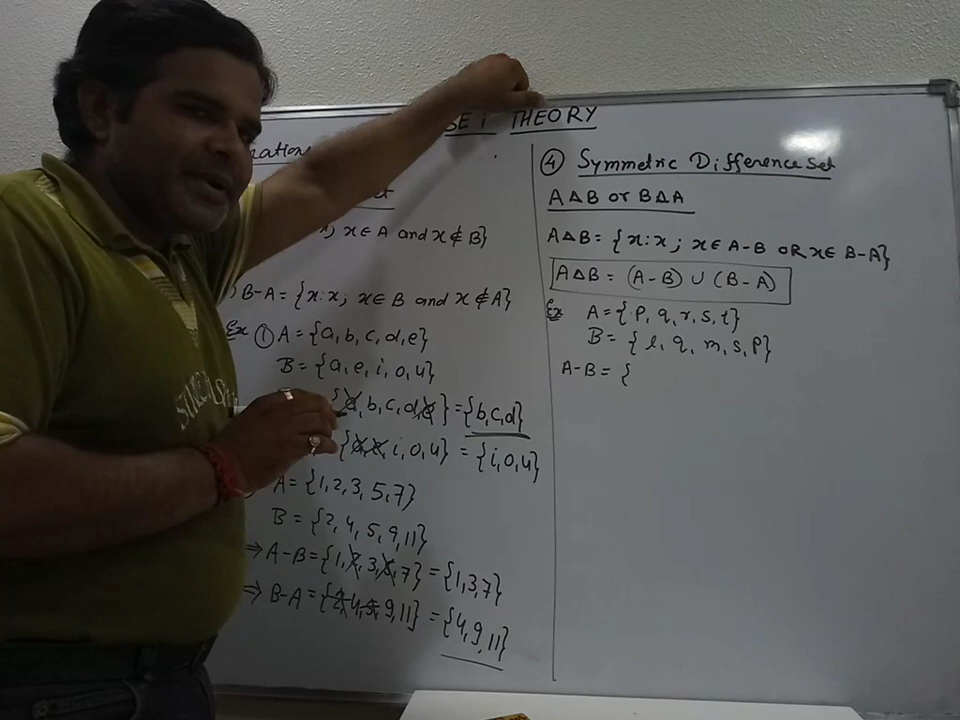 SET THEORY
x; x ∈ A and x ∉ B}
B-A = {x:x; x ∈ B and x ∉ A}
Ex ① A = {a, b, c, d, e}
B = {a, e, i, o, u}
{a, b, c, d, e} = {b, c, d}
{a, e, i, o, u} = {i, o, u}
A = {1, 2, 3, 5, 7}
B = {2, 4, 5, 9, 11}
⇒ A-B = {1, 2, 3, 5, 7} = {1, 3, 7}
⇒ B-A = {2, 4, 5, 9, 11} = {4, 9, 11}
④ Symmetric Difference Set
A∆B or B∆A
A∆B = {x:x; x ∈ A-B OR x ∈ B-A}
A∆B = (A-B) ∪ (B-A)
Ex A = {p, q, r, s, t}
B = {l, q, m, s, p}
A-B = {